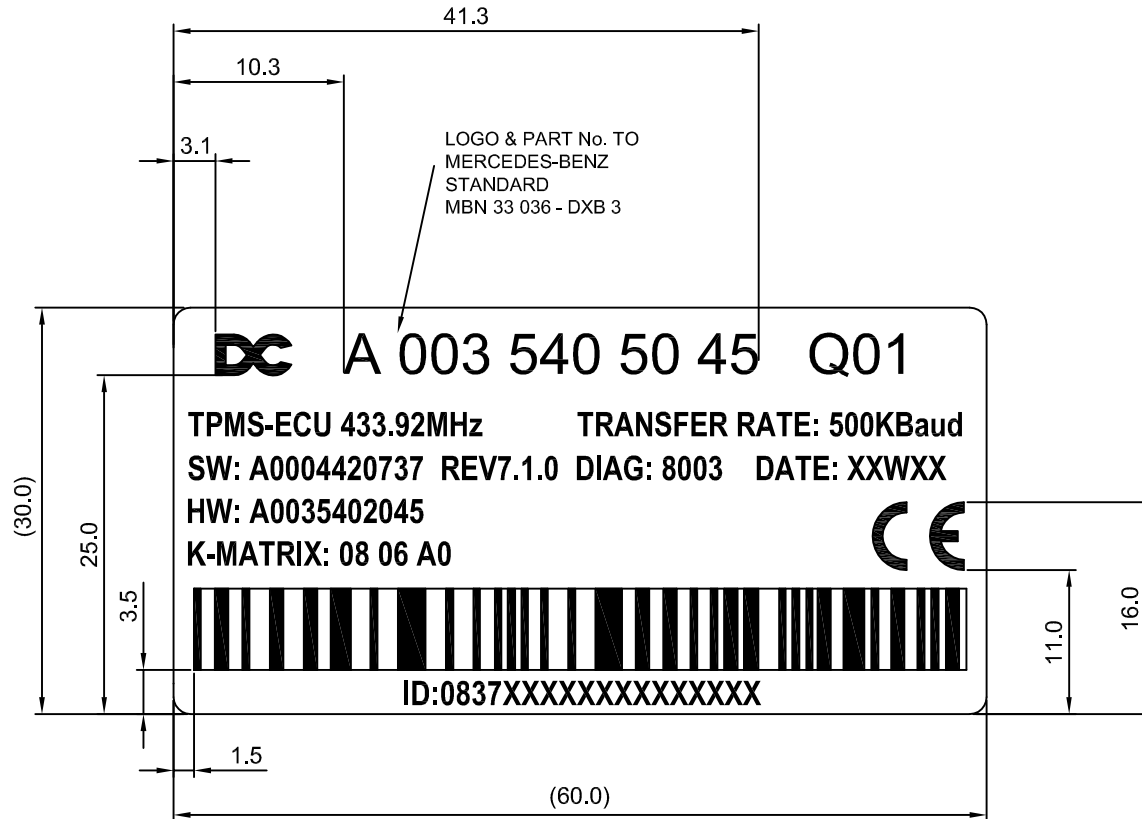 41.3
10.3
3.1
LOGO & PART No. TO
MERCEDES-BENZ
STANDARD
MBN 33 036 - DXB 3
DC A 003 540 50 45 Q01
TPMS-ECU 433.92MHz TRANSFER RATE: 500KBaud
SW: A0004420737 REV7.1.0 DIAG: 8003 DATE: XXWXX
HW: A0035402045
K-MATRIX: 08 06 A0
CE
(30.0)
25.0
3.5
16.0
11.0
ID:0837XXXXXXXXXXXXXX
1.5
(60.0)